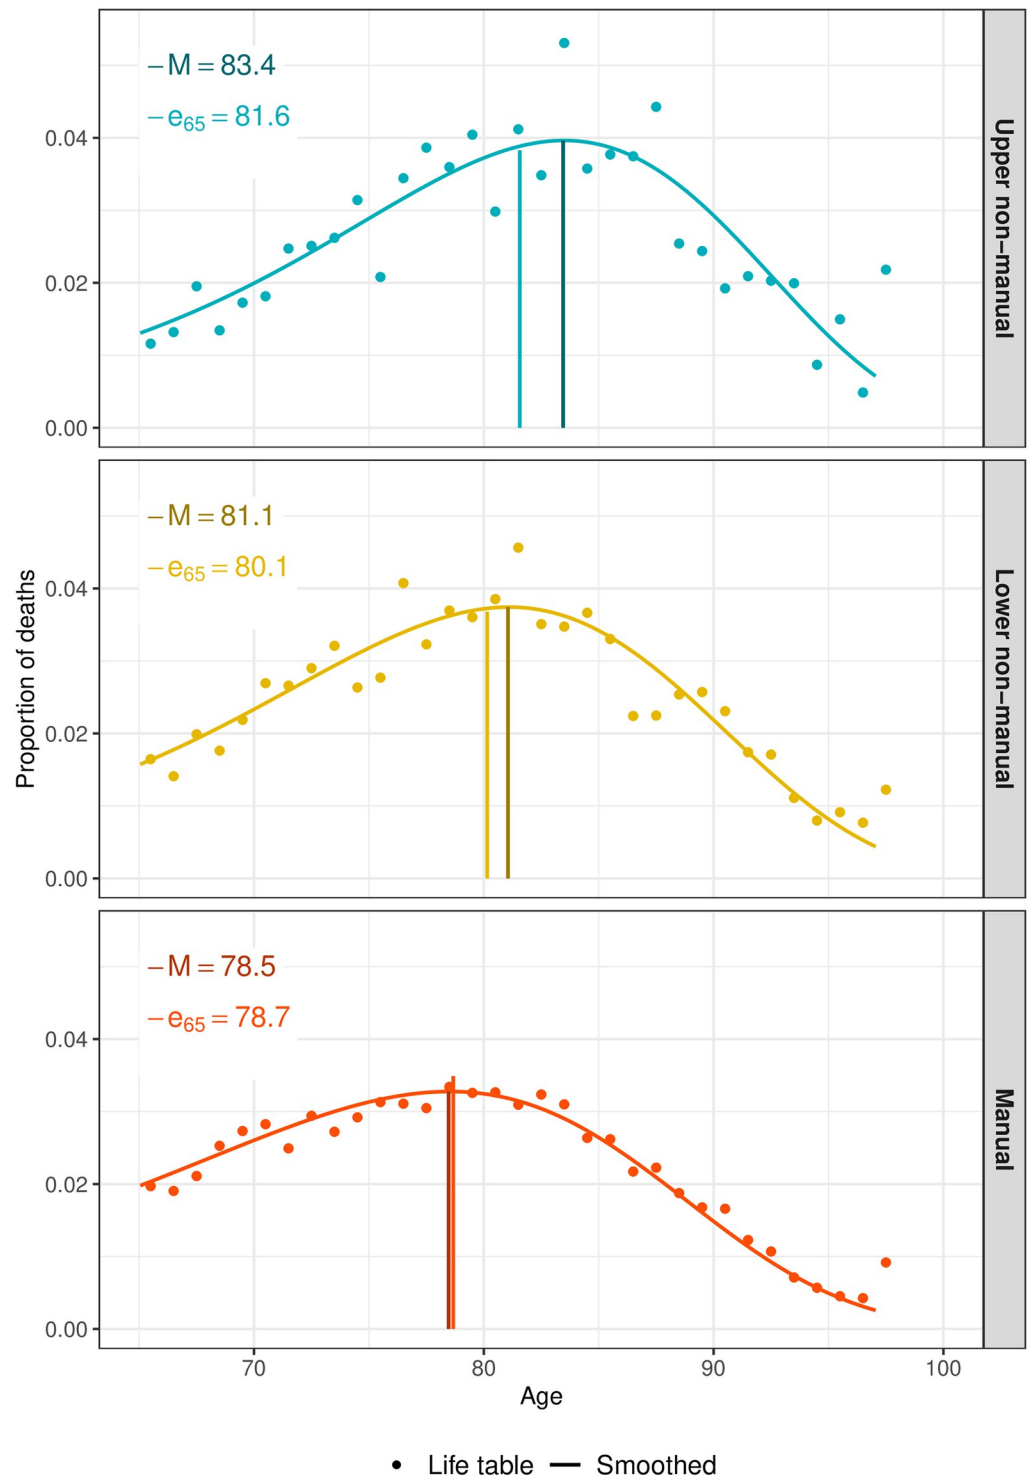 − M = 83.4
− e₆₅ = 81.6
0.04
0.02
0.00
Upper non−manual
− M = 81.1
− e₆₅ = 80.1
0.04
0.02
0.00
Lower non−manual
− M = 78.5
− e₆₅ = 78.7
0.04
0.02
0.00
Manual
Proportion of deaths
70 80 90 100
Age
Life table Smoothed